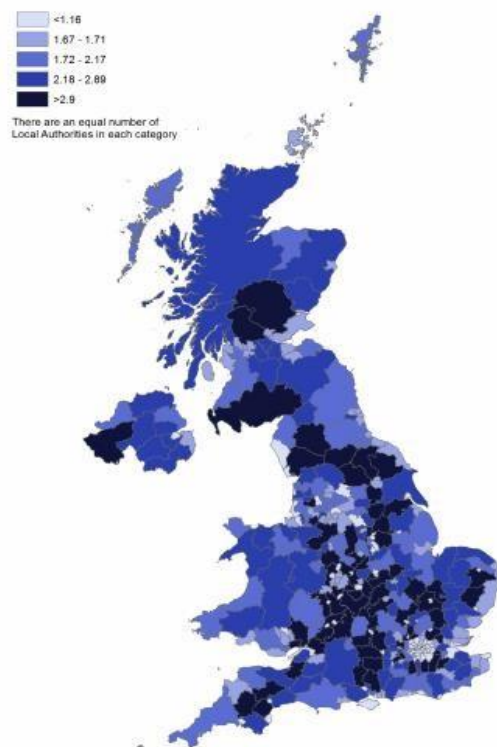 <1.16
1.67 - 1.71
1.72 - 2.17
2.18 - 2.89
>2.9
There are an equal number of
Local Authorities in each category